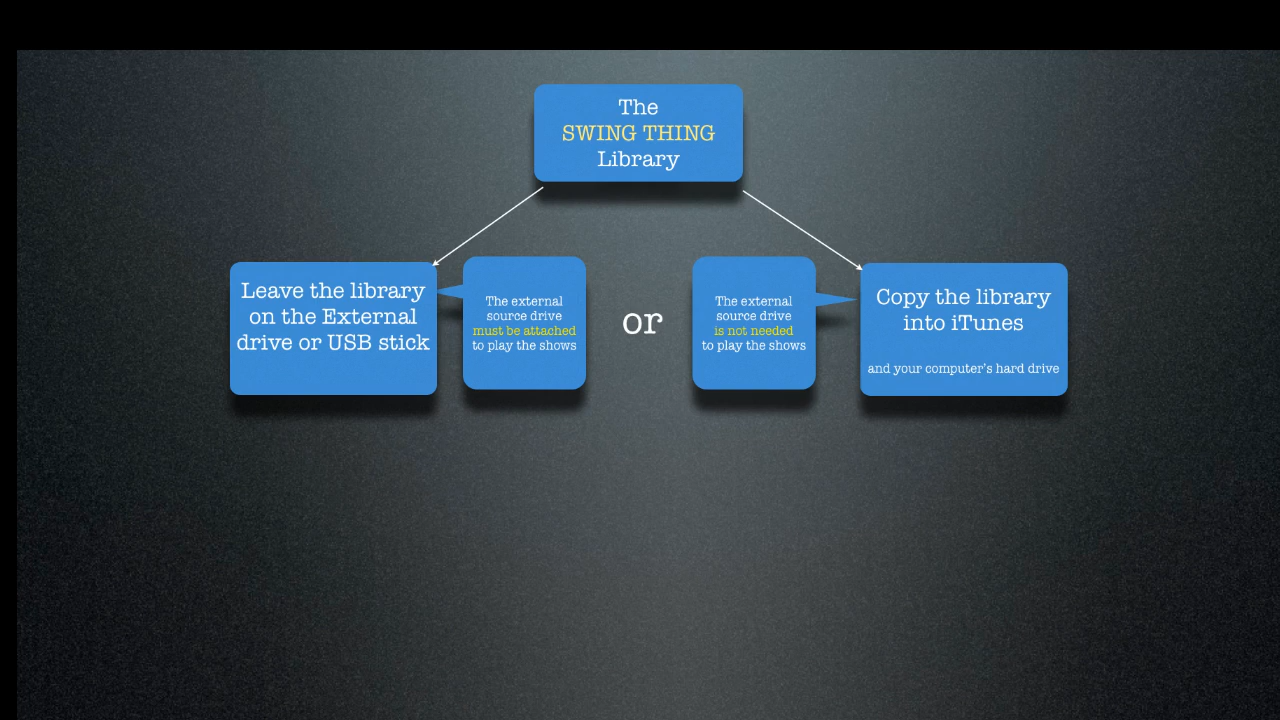 The
SWING THING
Library
Leave the library
on the External
drive or USB stick
The external
source drive
must be attached
to play the shows
or
The external
source drive
is not needed
to play the shows
Copy the library
into iTunes
and your computer's hard drive